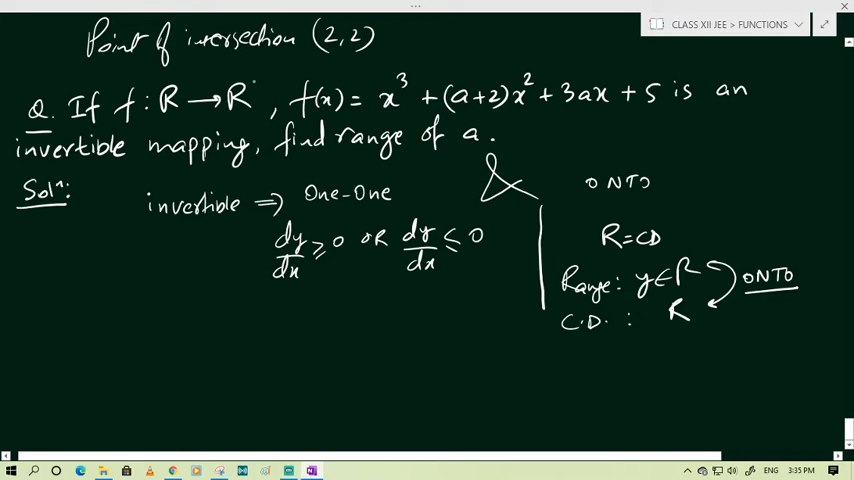 CLASS XII JEE > FUNCTIONS
Point of intersection (2,2)
Q. If f : R → R , f(x) = x³ + (a+2)x² + 3ax + 5 is an
invertible mapping, find range of a.
Solⁿ:
invertible ⇒ One-One & ONTO
dy/dx ≥ 0 OR dy/dx ≤ 0
R = CD
Range: y ∈ R
C.D. : R
ONTO
ENG 3:35 PM